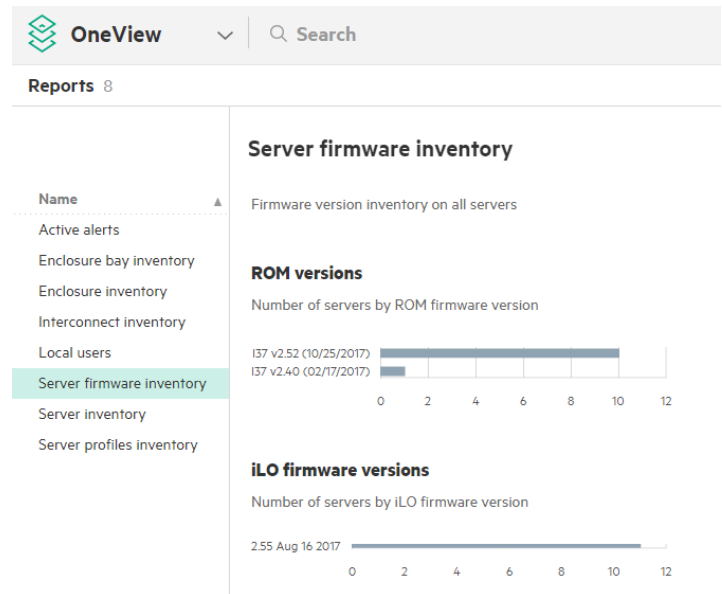 OneView
Search
Reports 8
Name
Active alerts
Enclosure bay inventory
Enclosure inventory
Interconnect inventory
Local users
Server firmware inventory
Server inventory
Server profiles inventory
Server firmware inventory
Firmware version inventory on all servers
ROM versions
Number of servers by ROM firmware version
I37 v2.52 (10/25/2017)
I37 v2.40 (02/17/2017)
0 2 4 6 8 10 12
iLO firmware versions
Number of servers by iLO firmware version
2.55 Aug 16 2017
0 2 4 6 8 10 12